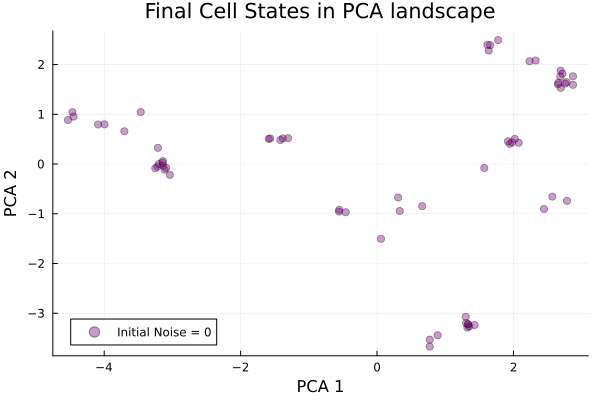 Final Cell States in PCA landscape
PCA 2
2
1
0
−1
−2
−3
Initial Noise = 0
−4
−2
0
2
PCA 1